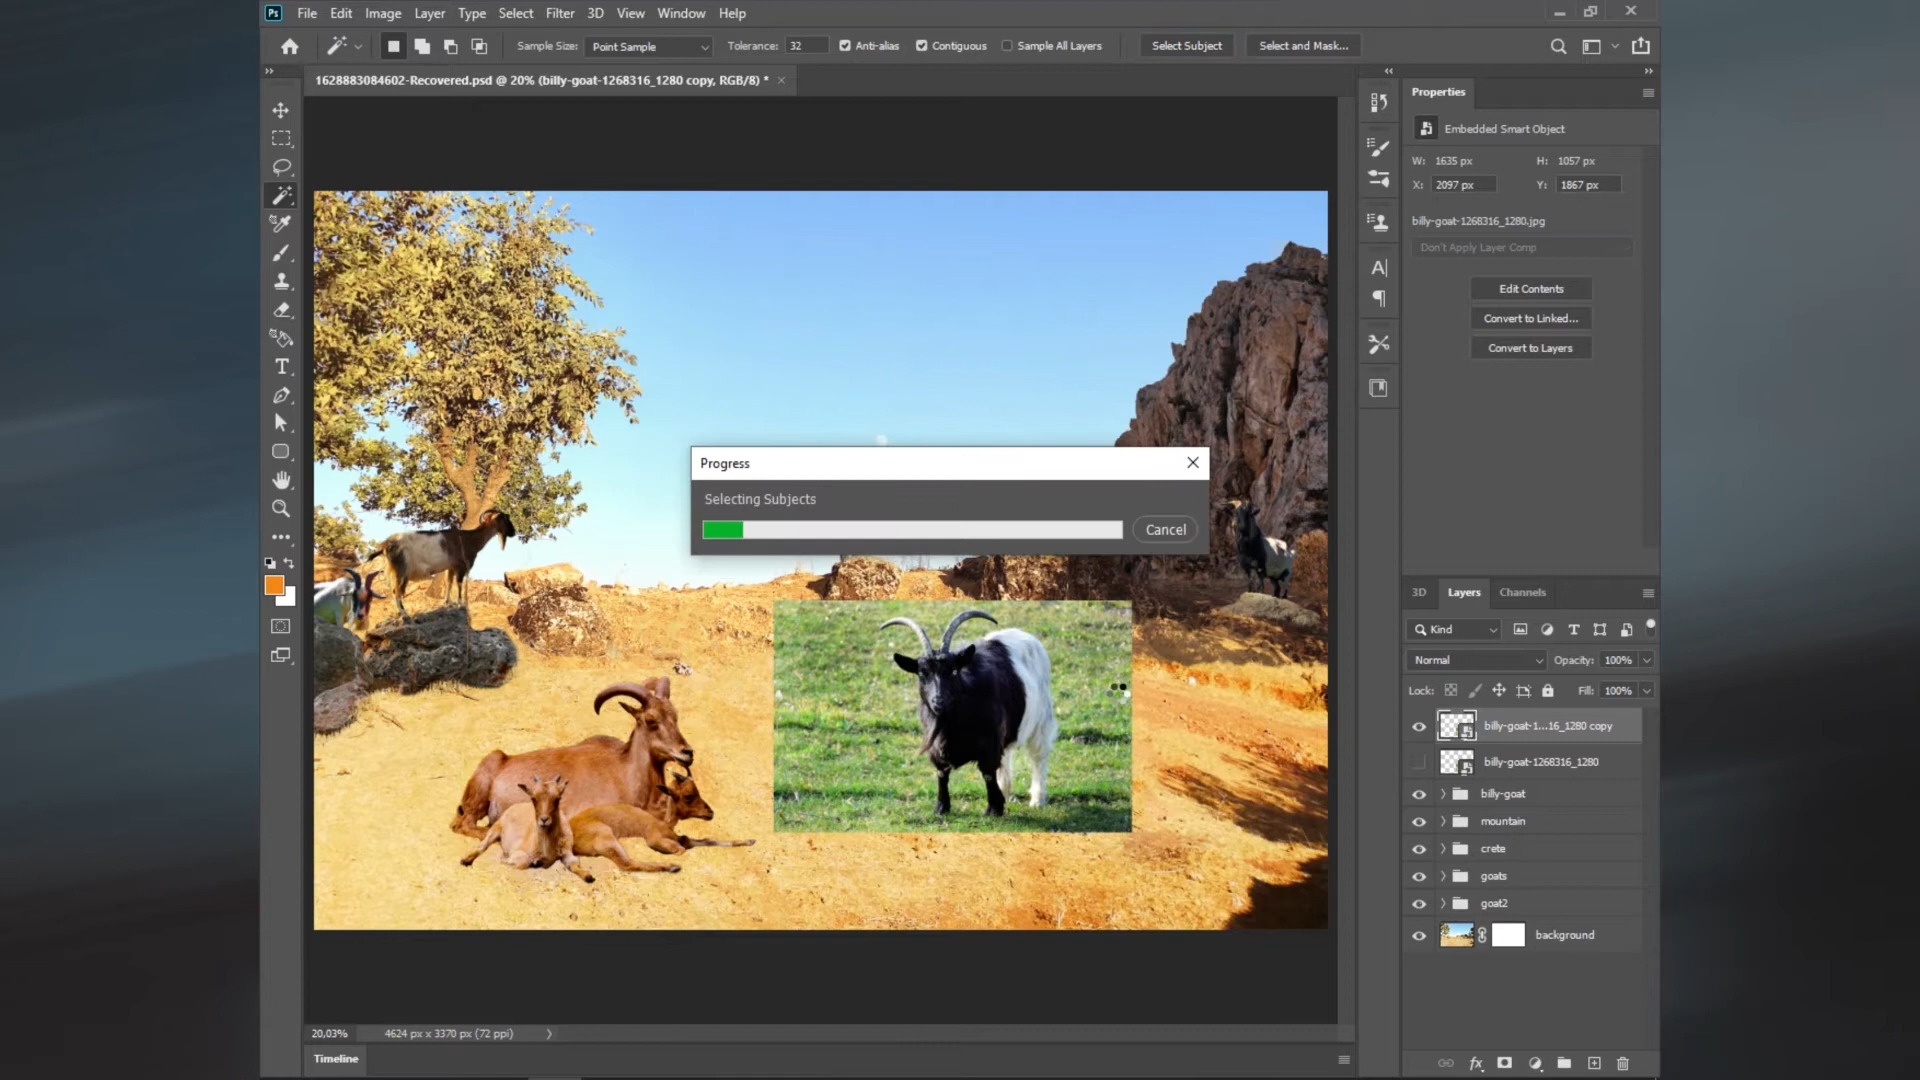 Ps File Edit Image Layer Type Select Filter 3D View Window Help
Sample Size: Point Sample Tolerance: 32 Anti-alias Contiguous Sample All Layers Select Subject Select and Mask...
1628883084602-Recovered.psd @ 20% (billy-goat-1268316_1280 copy, RGB/8) *
Properties
Embedded Smart Object
W: 1635 px H: 1057 px
X: 2097 px Y: 1867 px
billy-goat-1268316_1280.jpg
Don't Apply Layer Comp
Edit Contents
Convert to Linked...
Convert to Layers
Progress
Selecting Subjects
Cancel
3D Layers Channels
Kind
Normal Opacity: 100%
Lock: Fill: 100%
billy-goat-1...16_1280 copy
billy-goat-1268316_1280
billy-goat
mountain
crete
goats
goat2
background
20,03% 4624 px x 3370 px (72 ppi)
Timeline